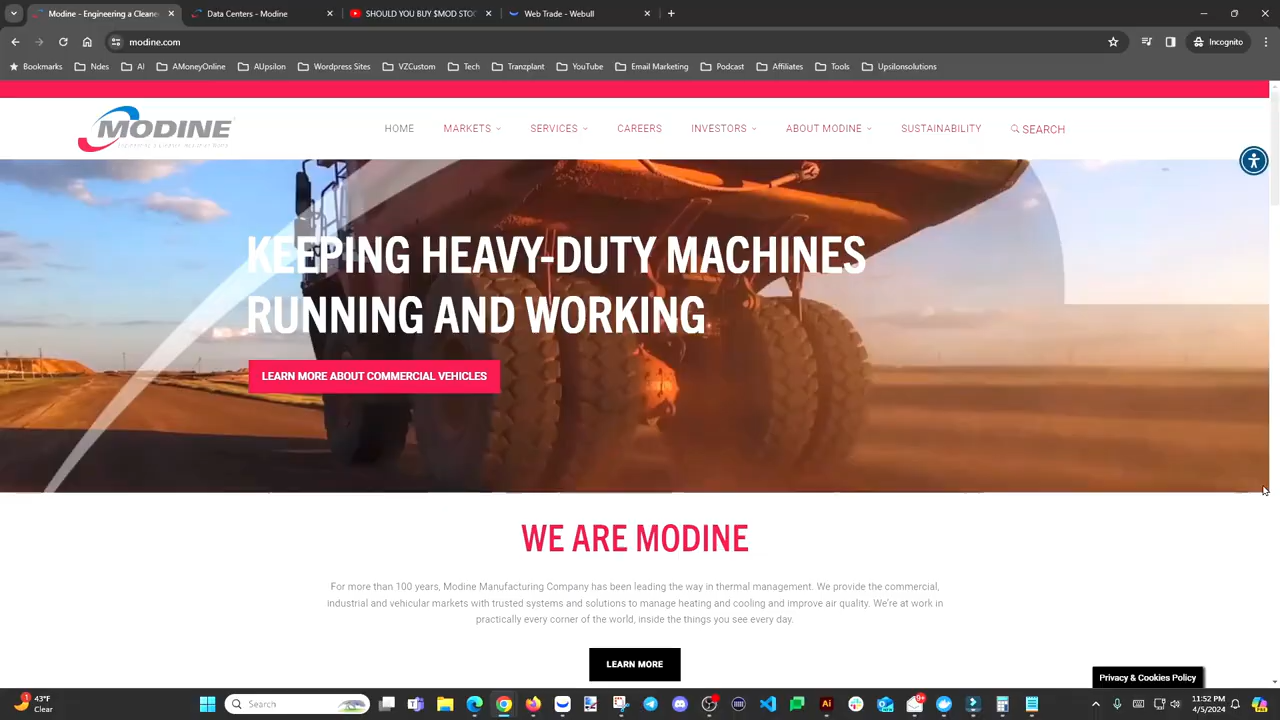 Modine - Engineering a Cleane
Data Centers - Modine
SHOULD YOU BUY $MOD STO
Web Trade - Webull
modine.com
Incognito
Bookmarks
Ndes
AI
AMoneyOnline
AUpsilon
Wordpress Sites
VZCustom
Tech
Tranzplant
YouTube
Email Marketing
Podcast
Affiliates
Tools
Upsilonsolutions
MODINE
HOME
MARKETS
SERVICES
CAREERS
INVESTORS
ABOUT MODINE
SUSTAINABILITY
SEARCH
KEEPING HEAVY-DUTY MACHINES
RUNNING AND WORKING
LEARN MORE ABOUT COMMERCIAL VEHICLES
WE ARE MODINE
For more than 100 years, Modine Manufacturing Company has been leading the way in thermal management. We provide the commercial,
industrial and vehicular markets with trusted systems and solutions to manage heating and cooling and improve air quality. We're at work in
practically every corner of the world, inside the things you see every day.
LEARN MORE
Privacy & Cookies Policy
1
43°F
Clear
Search
9+
11:52 PM
4/5/2024